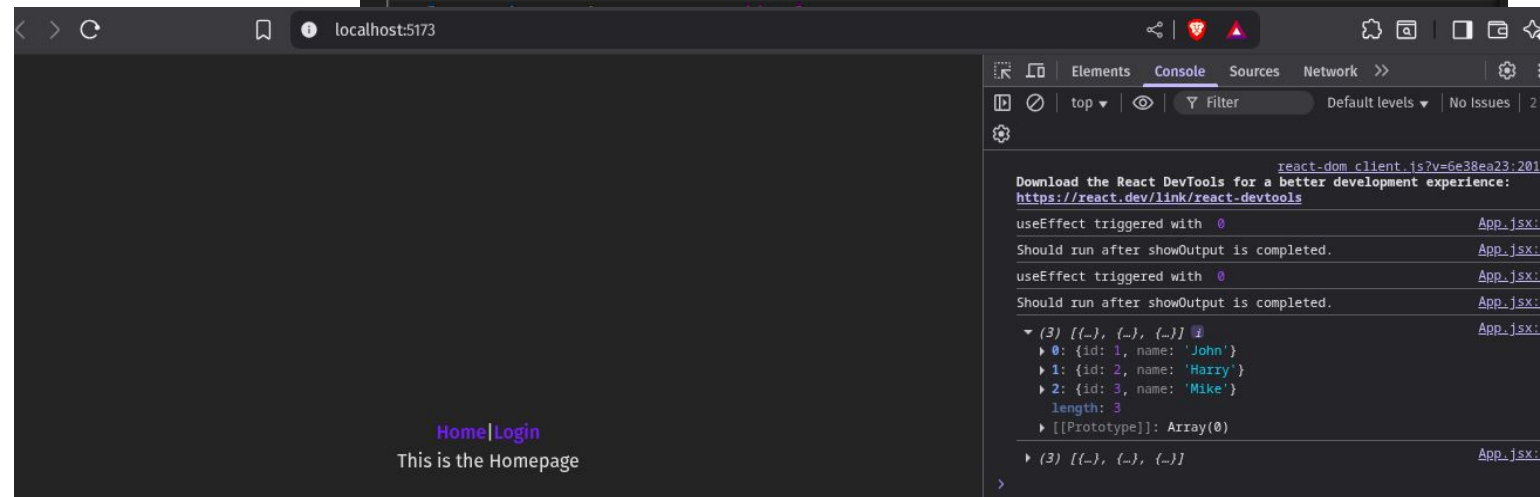 localhost:5173
Elements Console Sources Network
top Filter Default levels No Issues 2
react-dom_client.js?v=6e38ea23:201
Download the React DevTools for a better development experience:
https://react.dev/link/react-devtools
useEffect triggered with 0 App.jsx:
Should run after showOutput is completed. App.jsx:
useEffect triggered with 0 App.jsx:
Should run after showOutput is completed. App.jsx:
▼ (3) [{…}, {…}, {…}] i App.jsx:
▶ 0: {id: 1, name: 'John'}
▶ 1: {id: 2, name: 'Harry'}
▶ 2: {id: 3, name: 'Mike'}
length: 3
▶ [[Prototype]]: Array(0)
▶ (3) [{…}, {…}, {…}] App.jsx:
Home|Login
This is the Homepage